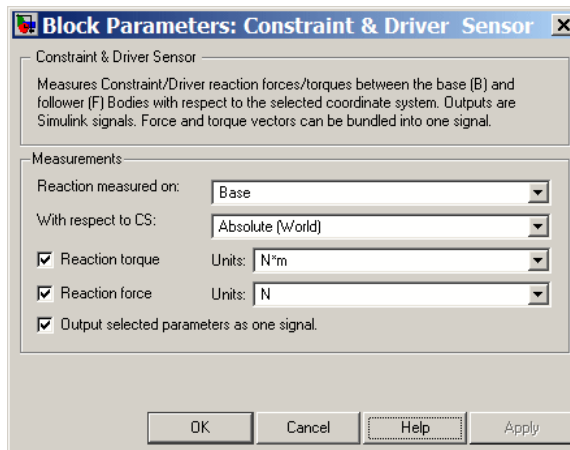 Block Parameters: Constraint & Driver Sensor
Constraint & Driver Sensor
Measures Constraint/Driver reaction forces/torques between the base (B) and
follower (F) Bodies with respect to the selected coordinate system. Outputs are
Simulink signals. Force and torque vectors can be bundled into one signal.
Measurements
Reaction measured on: Base
With respect to CS: Absolute (World)
Reaction torque Units: N*m
Reaction force Units: N
Output selected parameters as one signal.
OK Cancel Help Apply